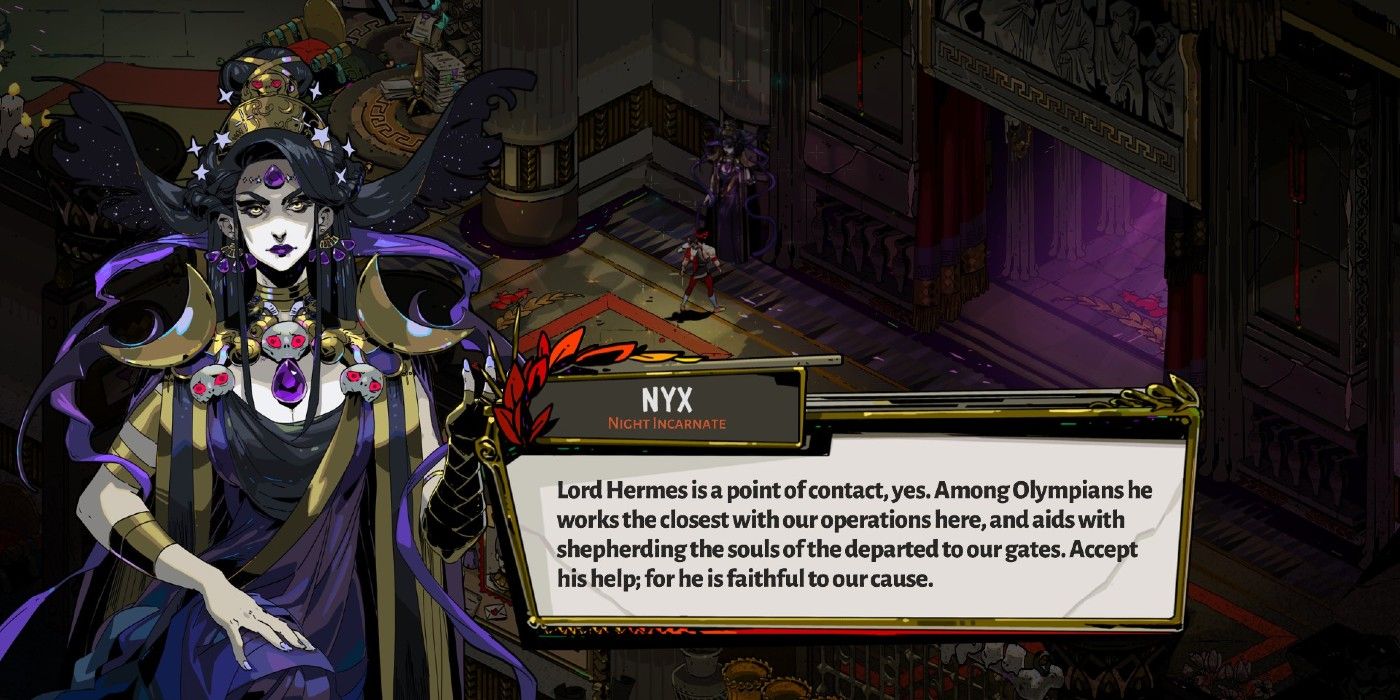 NYX
Night Incarnate
Lord Hermes is a point of contact, yes. Among Olympians he
works the closest with our operations here, and aids with
shepherding the souls of the departed to our gates. Accept
his help; for he is faithful to our cause.